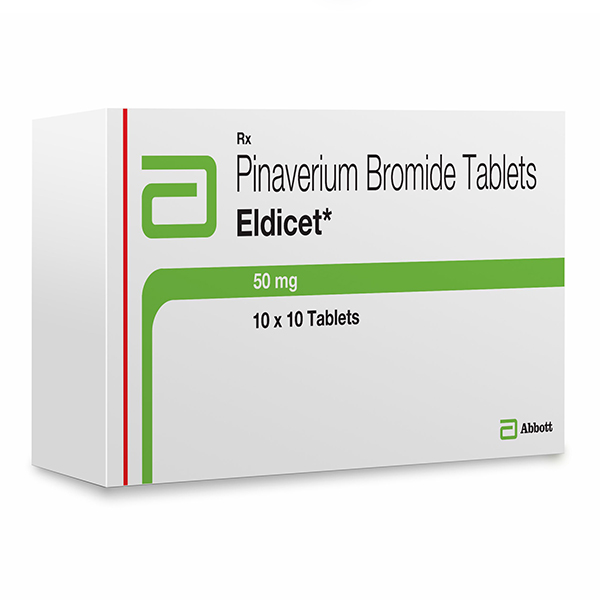 Rx
Pinaverium Bromide Tablets
Eldicet*
50 mg
10 x 10 Tablets
Abbott